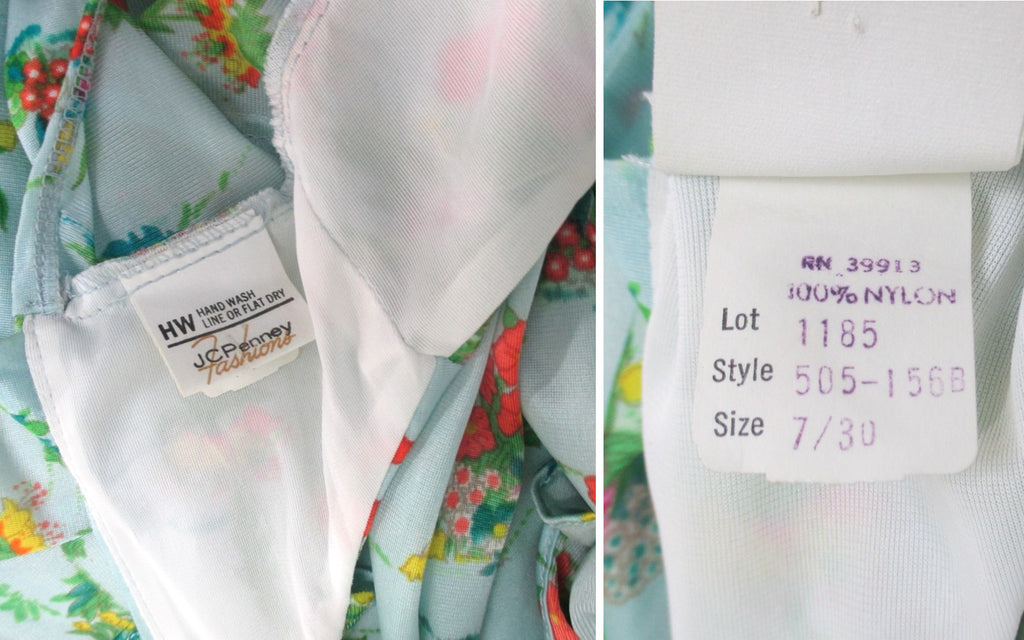 HW HAND WASH
LINE OR FLAT DRY
JCPenney
Fashions
RN 39913
100% NYLON
Lot 1185
Style 505-156B
Size 7/30